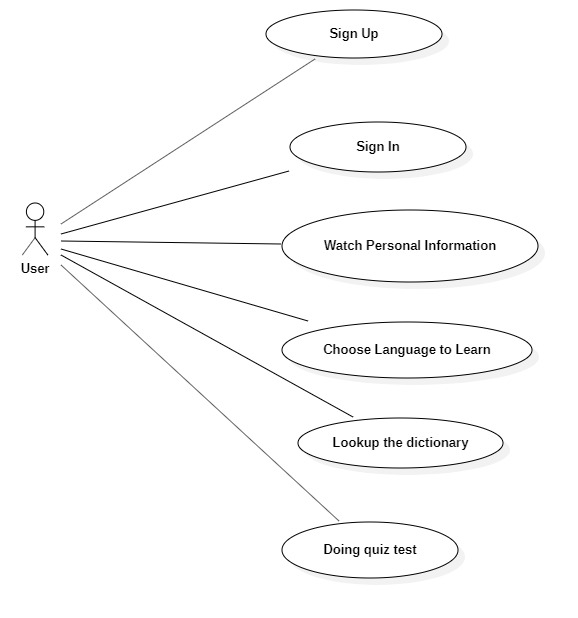 Sign Up
Sign In
Watch Personal Information
User
Choose Language to Learn
Lookup the dictionary
Doing quiz test